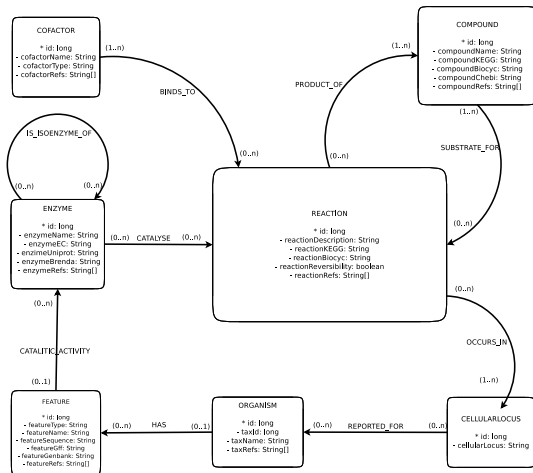 COFACTOR
* id: long
- cofactorName: String
- cofactorType: String
- cofactorRefs: String[]
(1..n)
BINDS_TO
(0..n)
COMPOUND
* id: long
- compoundName: String
- compoundKEGG: String
- compoundBiocyc: String
- compoundChebi: String
- compoundRefs: String[]
(1..n)
PRODUCT_OF
(0..n)
(1..n)
SUBSTRATE_FOR
(0..n)
IS_ISOENZYME_OF
(0..n)
(0..n)
ENZYME
* id: long
- enzymeName: String
- enzymeEC: String
- enzimeUniprot: String
- enzymeBrenda: String
- enzymeRefs: String[]
(0..n)
CATALYSE
(0..n)
REACTION
* id: long
- reactionDescription: String
- reactionKEGG: String
- reactionBiocyc: String
- reactionReversibility: boolean
- reactionRefs: String[]
(0..n)
OCCURS_IN
(1..n)
(0..n)
CATALITIC_ACTIVITY
(0..1)
FEATURE
* id: long
- featureType: String
- featureName: String
- featureSequence: String
- featureGff: String
- featureGenbank: String
- featureRefs: String[]
(0..n)
HAS
(0..1)
ORGANISM
* id: long
- taxId: long
- taxName: String
- taxRefs: String[]
(0..n)
REPORTED_FOR
(0..n)
CELLULARLOCUS
* id: long
- cellularLocus: String